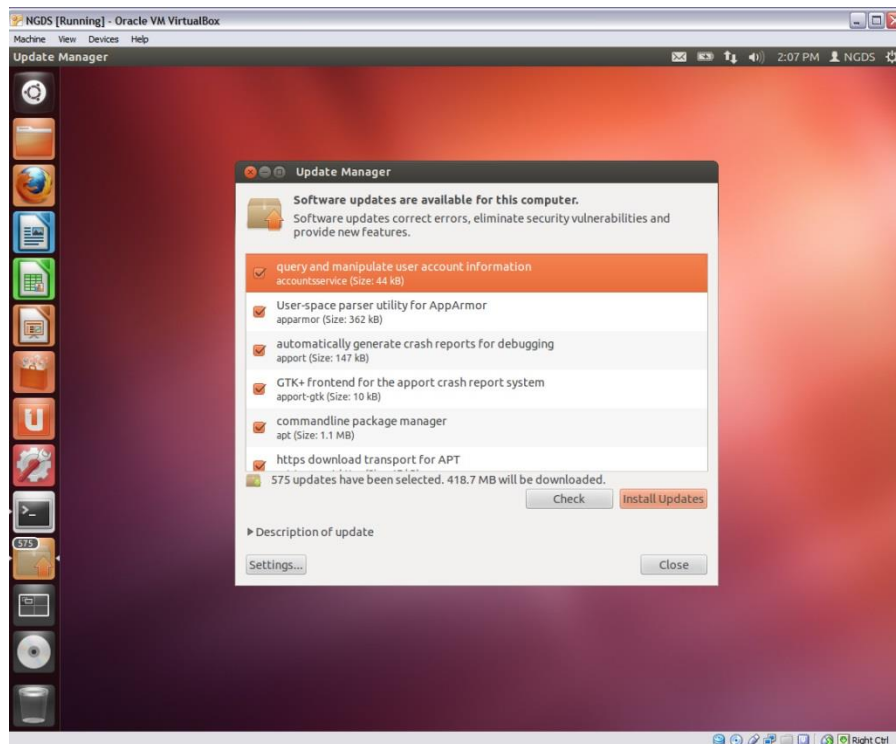 NGDS [Running] - Oracle VM VirtualBox
Machine View Devices Help
Update Manager 2:07 PM NGDS
Update Manager
Software updates are available for this computer.
Software updates correct errors, eliminate security vulnerabilities and
provide new features.
query and manipulate user account information
accountsservice (Size: 44 kB)
User-space parser utility for AppArmor
apparmor (Size: 362 kB)
automatically generate crash reports for debugging
apport (Size: 147 kB)
GTK+ frontend for the apport crash report system
apport-gtk (Size: 10 kB)
commandline package manager
apt (Size: 1.1 MB)
https download transport for APT
575 updates have been selected. 418.7 MB will be downloaded.
Check Install Updates
575
Description of update
Settings... Close
Right Ctrl